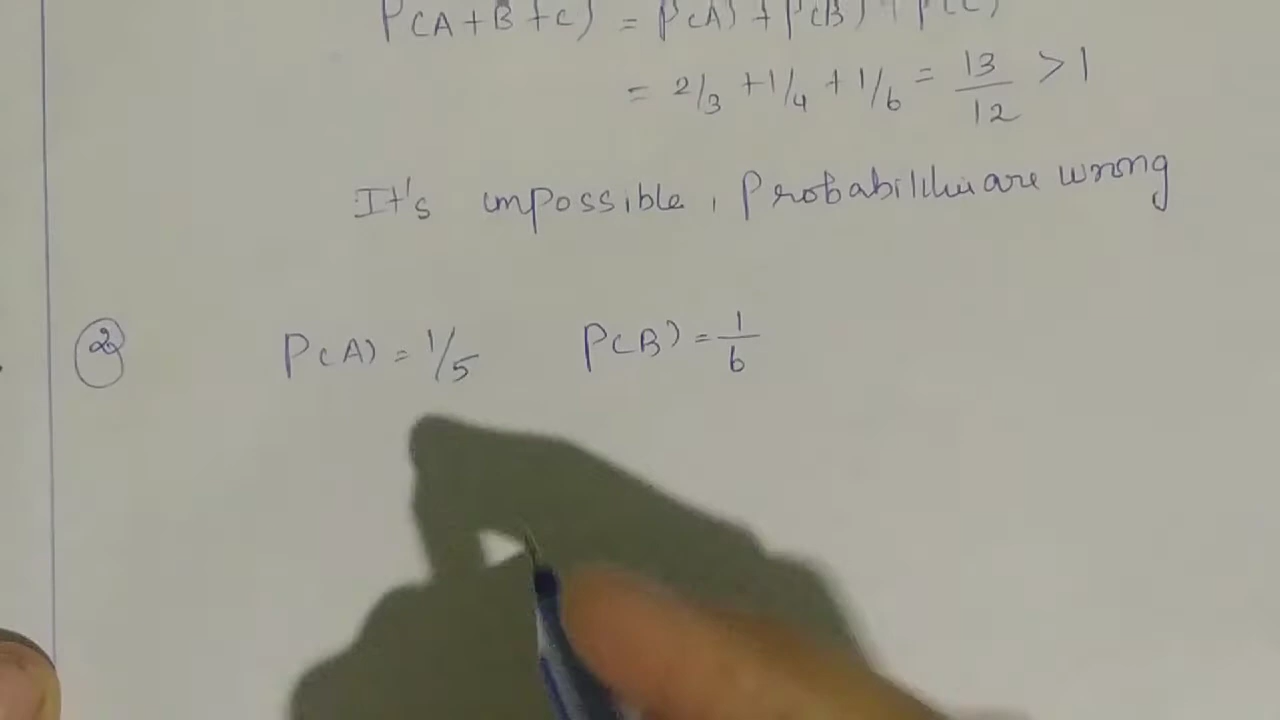 P(A+B+C) = P(A) + P(B) + P(C)
= 2/3 + 1/4 + 1/6 = 13/12 > 1
It's impossible, Probabilities are wrong
2 P(A) = 1/5 P(B) = 1/6